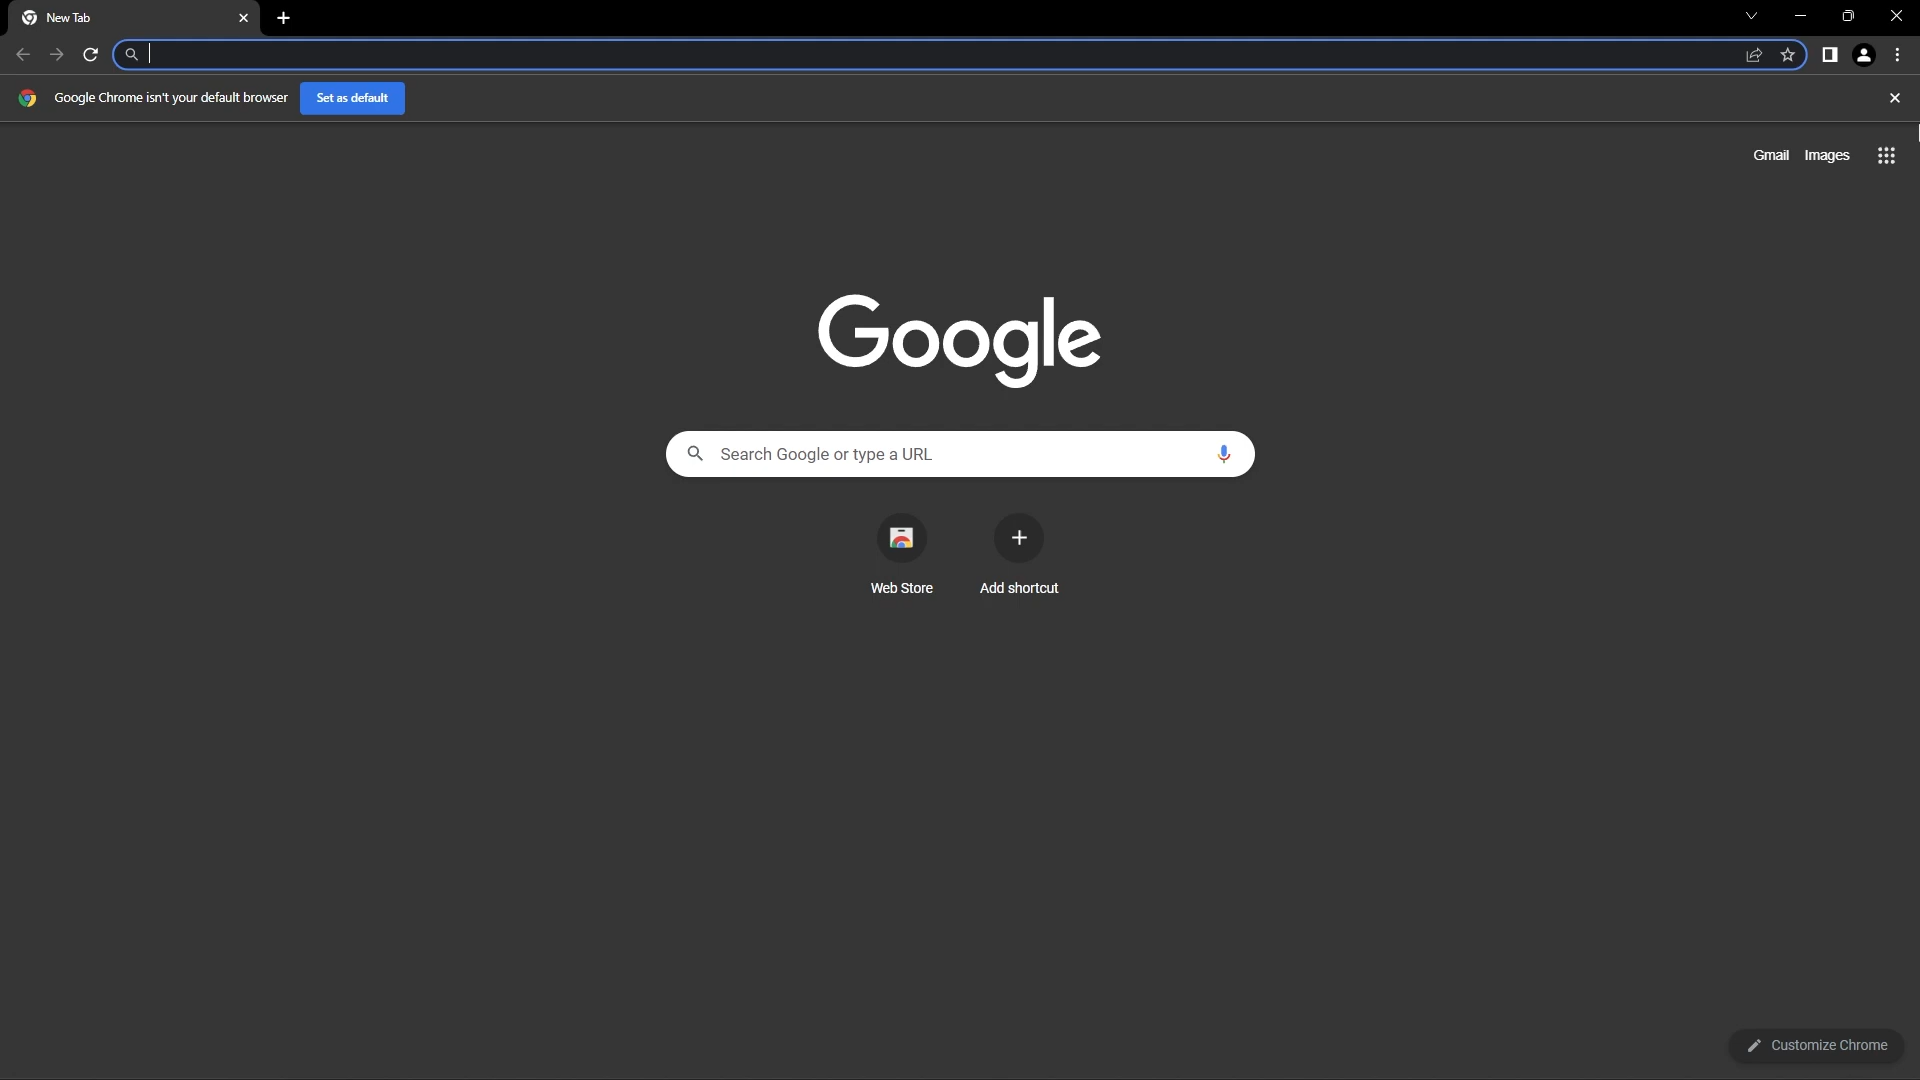 New Tab
Google Chrome isn't your default browser
Set as default
Gmail
Images
Google
Search Google or type a URL
Web Store
Add shortcut
Customize Chrome